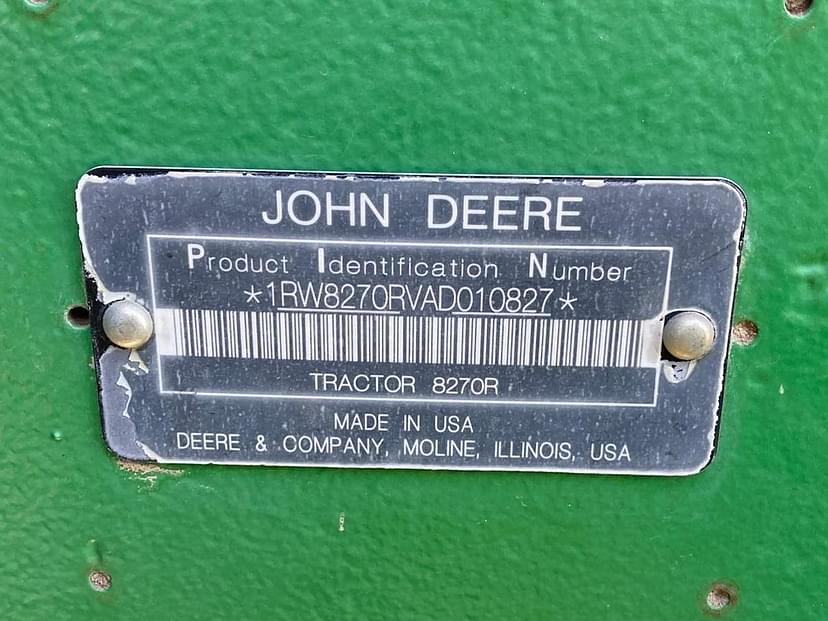 JOHN DEERE
Product Identification Number
*1RW8270RVAD010827*
TRACTOR 8270R
MADE IN USA
DEERE & COMPANY, MOLINE, ILLINOIS, USA